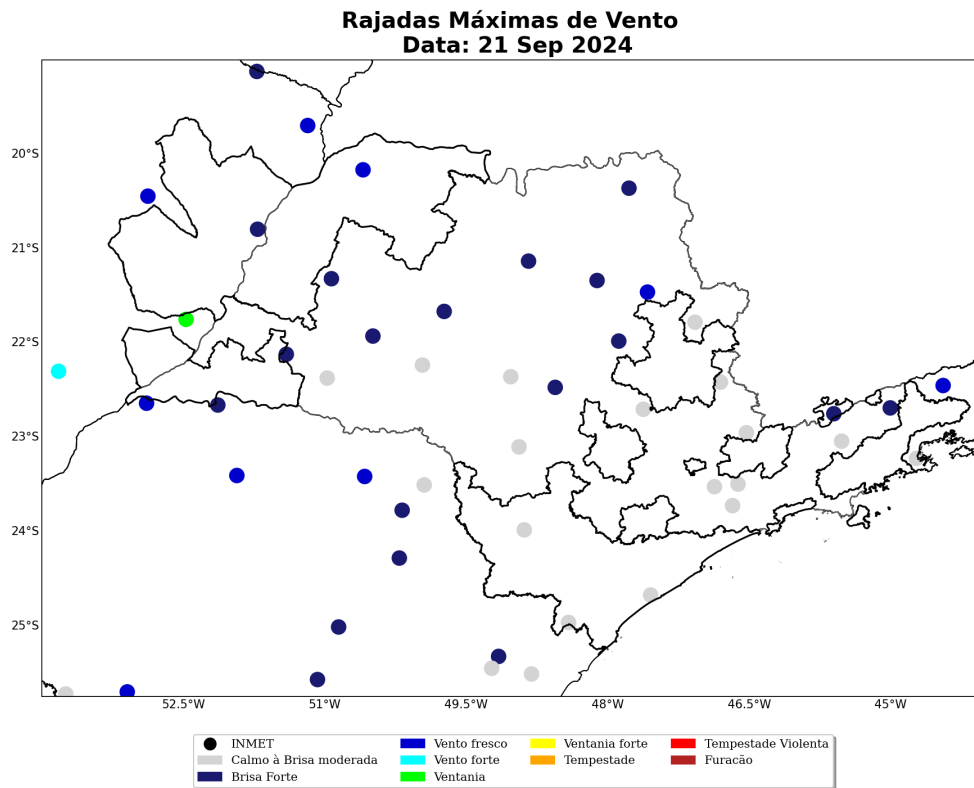 Rajadas Máximas de Vento
Data: 21 Sep 2024
20°S
21°S
22°S
23°S
24°S
25°S
52.5°W
51°W
49.5°W
48°W
46.5°W
45°W
INMET
Calmo à Brisa moderada
Brisa Forte
Vento fresco
Vento forte
Ventania
Ventania forte
Tempestade
Tempestade Violenta
Furacão